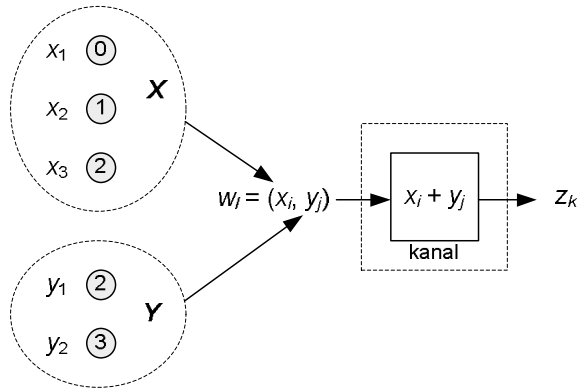 x₁ 0
x₂ 1
x₃ 2
X
wₗ = (xᵢ, yⱼ)
xᵢ + yⱼ
kanal
zₖ
y₁ 2
y₂ 3
Y